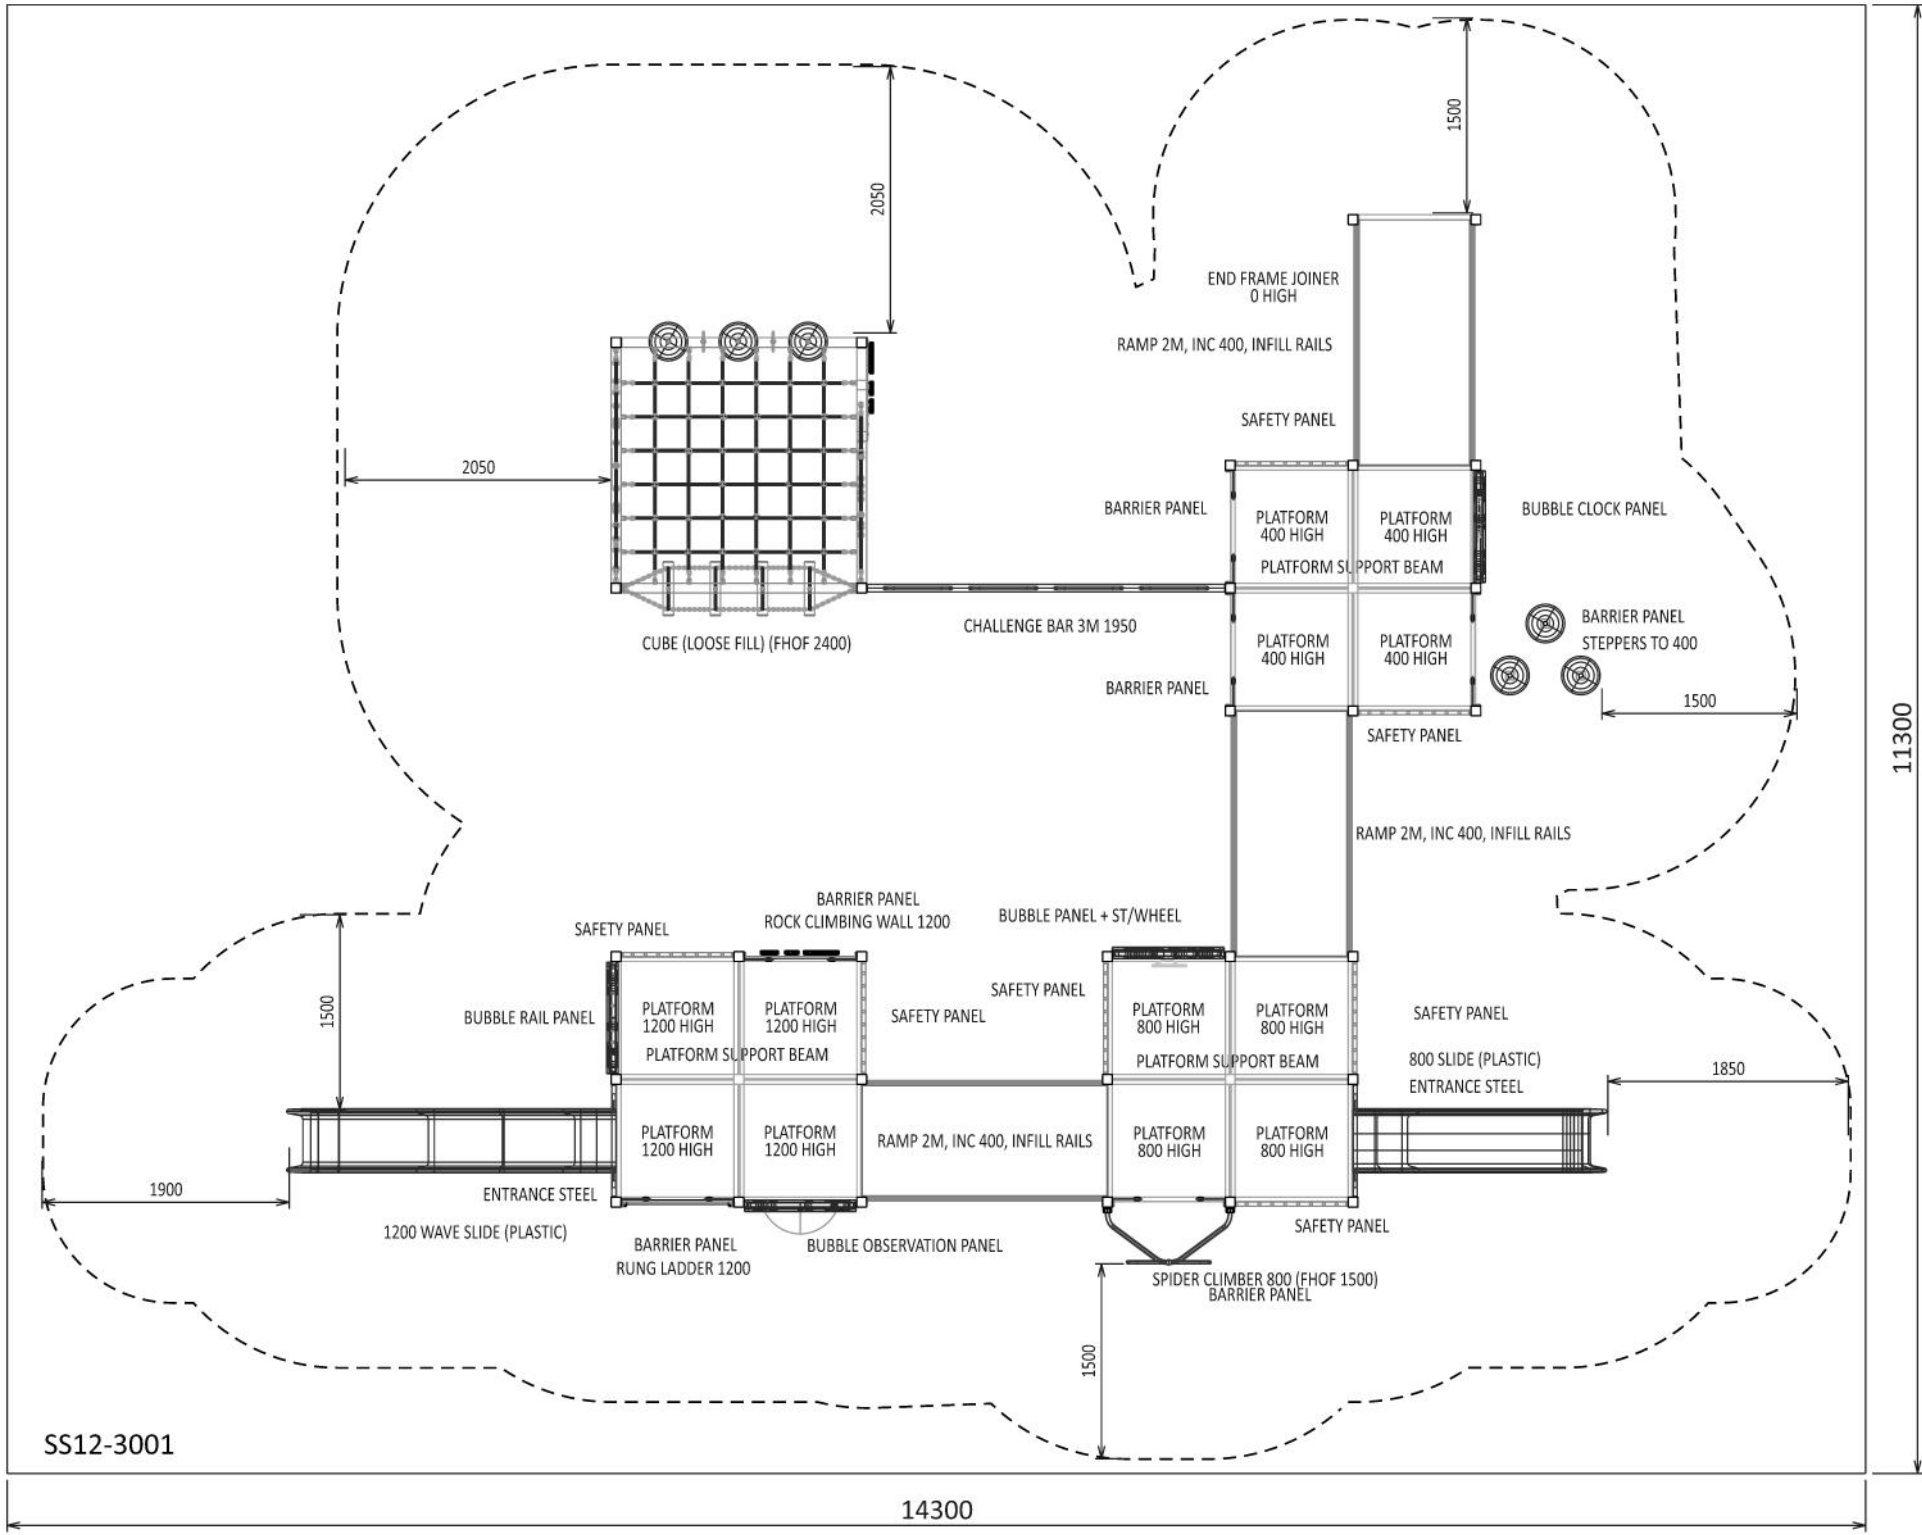 1500
2050
END FRAME JOINER
0 HIGH
RAMP 2M, INC 400, INFILL RAILS
SAFETY PANEL
2050
BARRIER PANEL
PLATFORM
400 HIGH
PLATFORM
400 HIGH
BUBBLE CLOCK PANEL
PLATFORM SUPPORT BEAM
CUBE (LOOSE FILL) (FHOF 2400)
CHALLENGE BAR 3M 1950
PLATFORM
400 HIGH
PLATFORM
400 HIGH
BARRIER PANEL
STEPPERS TO 400
BARRIER PANEL
1500
SAFETY PANEL
11300
RAMP 2M, INC 400, INFILL RAILS
BARRIER PANEL
ROCK CLIMBING WALL 1200
BUBBLE PANEL + ST/WHEEL
SAFETY PANEL
SAFETY PANEL
1500
BUBBLE RAIL PANEL
PLATFORM
1200 HIGH
PLATFORM
1200 HIGH
SAFETY PANEL
PLATFORM
800 HIGH
PLATFORM
800 HIGH
SAFETY PANEL
PLATFORM SUPPORT BEAM
PLATFORM SUPPORT BEAM
800 SLIDE (PLASTIC)
ENTRANCE STEEL
1850
PLATFORM
1200 HIGH
PLATFORM
1200 HIGH
RAMP 2M, INC 400, INFILL RAILS
PLATFORM
800 HIGH
PLATFORM
800 HIGH
1900
ENTRANCE STEEL
1200 WAVE SLIDE (PLASTIC)
BARRIER PANEL
RUNG LADDER 1200
BUBBLE OBSERVATION PANEL
SAFETY PANEL
SPIDER CLIMBER 800 (FHOF 1500)
BARRIER PANEL
1500
SS12-3001
14300